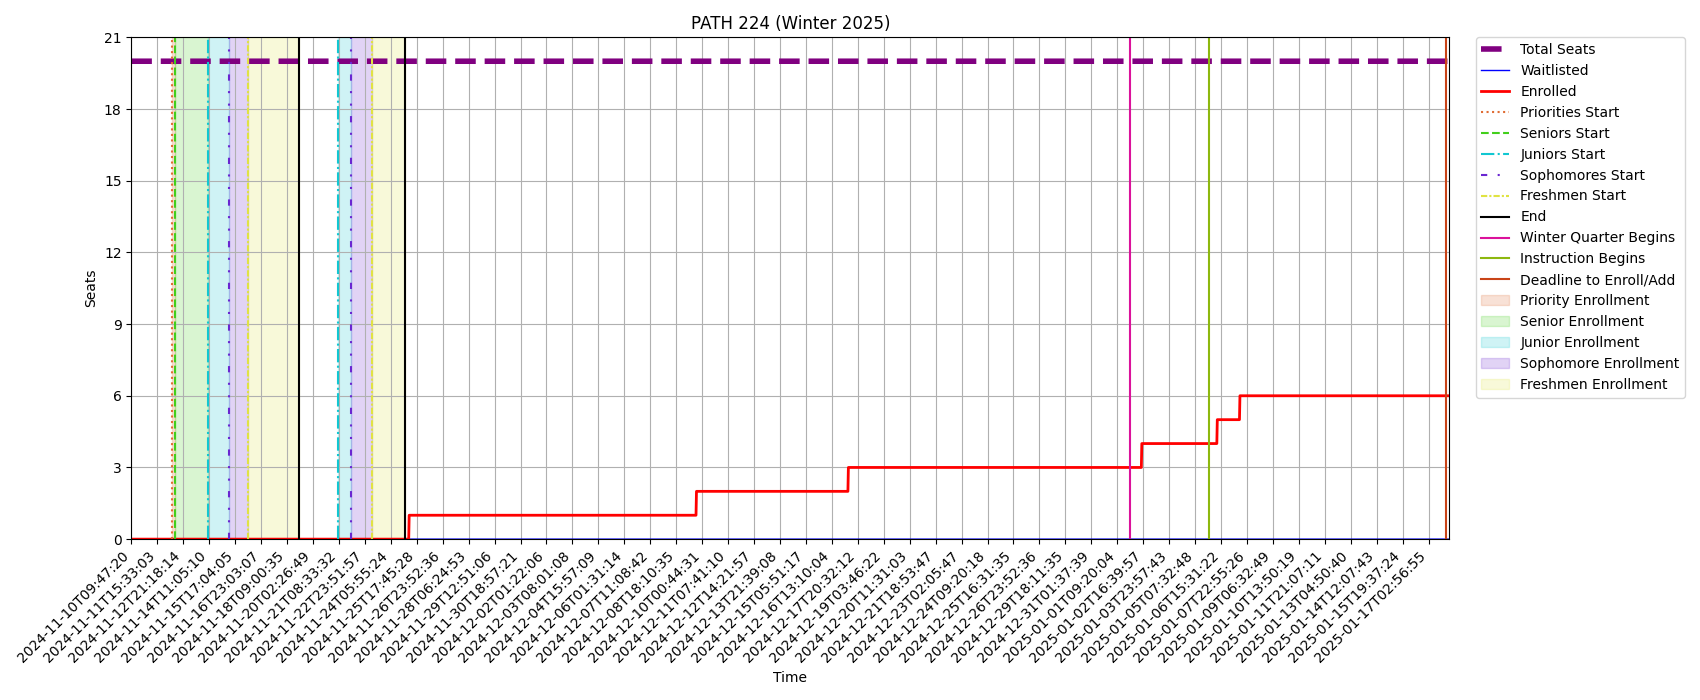 PATH 224 (Winter 2025)
21
18
15
12
9
6
3
0
Seats
2024-11-10T09:47:20
2024-11-11T15:33:03
2024-11-12T21:18:14
2024-11-14T11:05:10
2024-11-15T17:04:05
2024-11-16T23:03:07
2024-11-18T09:00:35
2024-11-20T02:26:49
2024-11-21T08:33:32
2024-11-22T23:51:57
2024-11-24T05:55:24
2024-11-25T17:45:28
2024-11-26T23:52:36
2024-11-28T06:24:53
2024-11-29T12:51:06
2024-11-30T18:57:21
2024-12-02T01:22:06
2024-12-03T08:01:08
2024-12-04T15:57:09
2024-12-06T01:31:14
2024-12-07T11:08:42
2024-12-08T18:10:35
2024-12-10T00:44:31
2024-12-11T07:41:10
2024-12-12T14:21:57
2024-12-13T21:39:08
2024-12-15T05:51:17
2024-12-16T13:10:04
2024-12-17T20:32:12
2024-12-19T03:46:22
2024-12-20T11:31:03
2024-12-21T18:53:47
2024-12-23T02:05:47
2024-12-24T09:20:18
2024-12-25T16:31:35
2024-12-26T23:52:36
2024-12-29T18:11:35
2024-12-31T01:37:39
2025-01-01T09:20:04
2025-01-02T16:39:57
2025-01-03T23:57:43
2025-01-05T07:32:48
2025-01-06T15:31:22
2025-01-07T22:55:26
2025-01-09T06:32:49
2025-01-10T13:50:19
2025-01-11T21:07:11
2025-01-13T04:50:40
2025-01-14T12:07:43
2025-01-15T19:37:24
2025-01-17T02:56:55
Time
Total Seats
Waitlisted
Enrolled
Priorities Start
Seniors Start
Juniors Start
Sophomores Start
Freshmen Start
End
Winter Quarter Begins
Instruction Begins
Deadline to Enroll/Add
Priority Enrollment
Senior Enrollment
Junior Enrollment
Sophomore Enrollment
Freshmen Enrollment